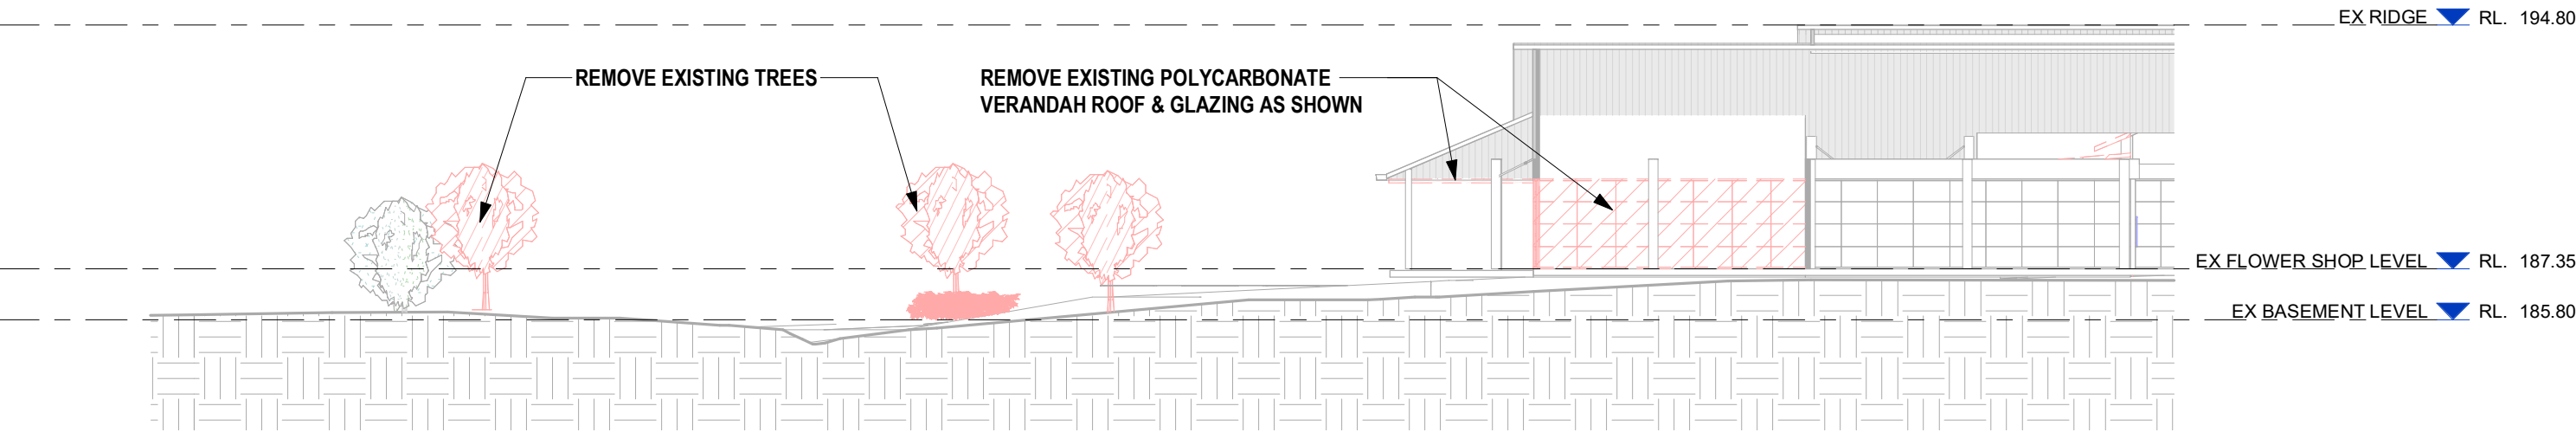 EX RIDGE RL. 194.80
REMOVE EXISTING TREES
REMOVE EXISTING POLYCARBONATE
VERANDAH ROOF & GLAZING AS SHOWN
EX FLOWER SHOP LEVEL RL. 187.35
EX BASEMENT LEVEL RL. 185.80